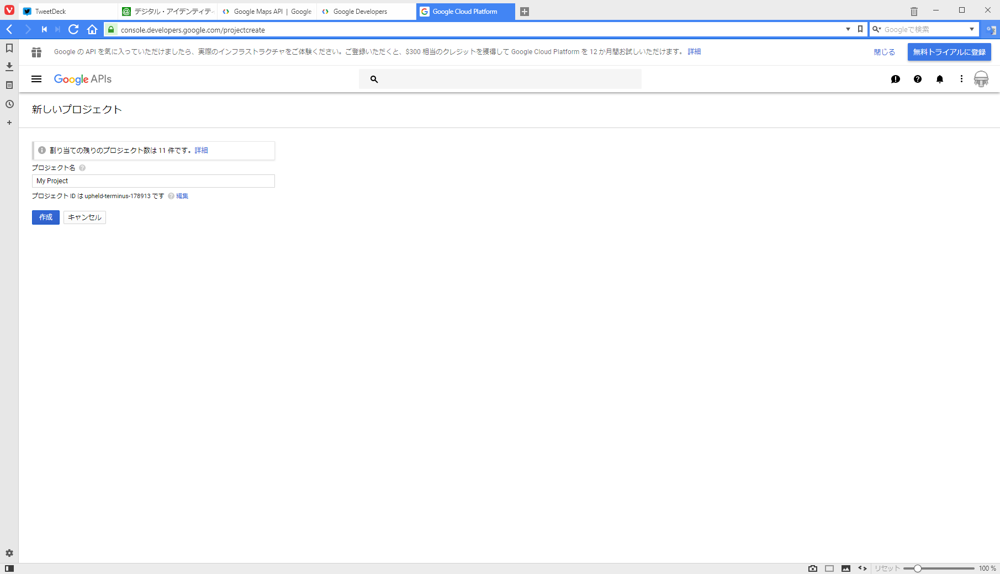 TweetDeck
デジタル・アイデンティティ
Google Maps API | Google
Google Developers
Google Cloud Platform
console.developers.google.com/projectcreate
Googleで検索
Google の API を気に入っていただけましたら、実際のインフラストラクチャをご体験ください。ご登録いただくと、$300 相当のクレジットを獲得して Google Cloud Platform を 12 か月間お試しいただけます。 詳細
閉じる
無料トライアルに登録
Google APIs
新しいプロジェクト
割り当ての残りのプロジェクト数は 11 件です。詳細
プロジェクト名
My Project
プロジェクト ID は upheld-terminus-178913 です 編集
作成
キャンセル
リセット
100 %